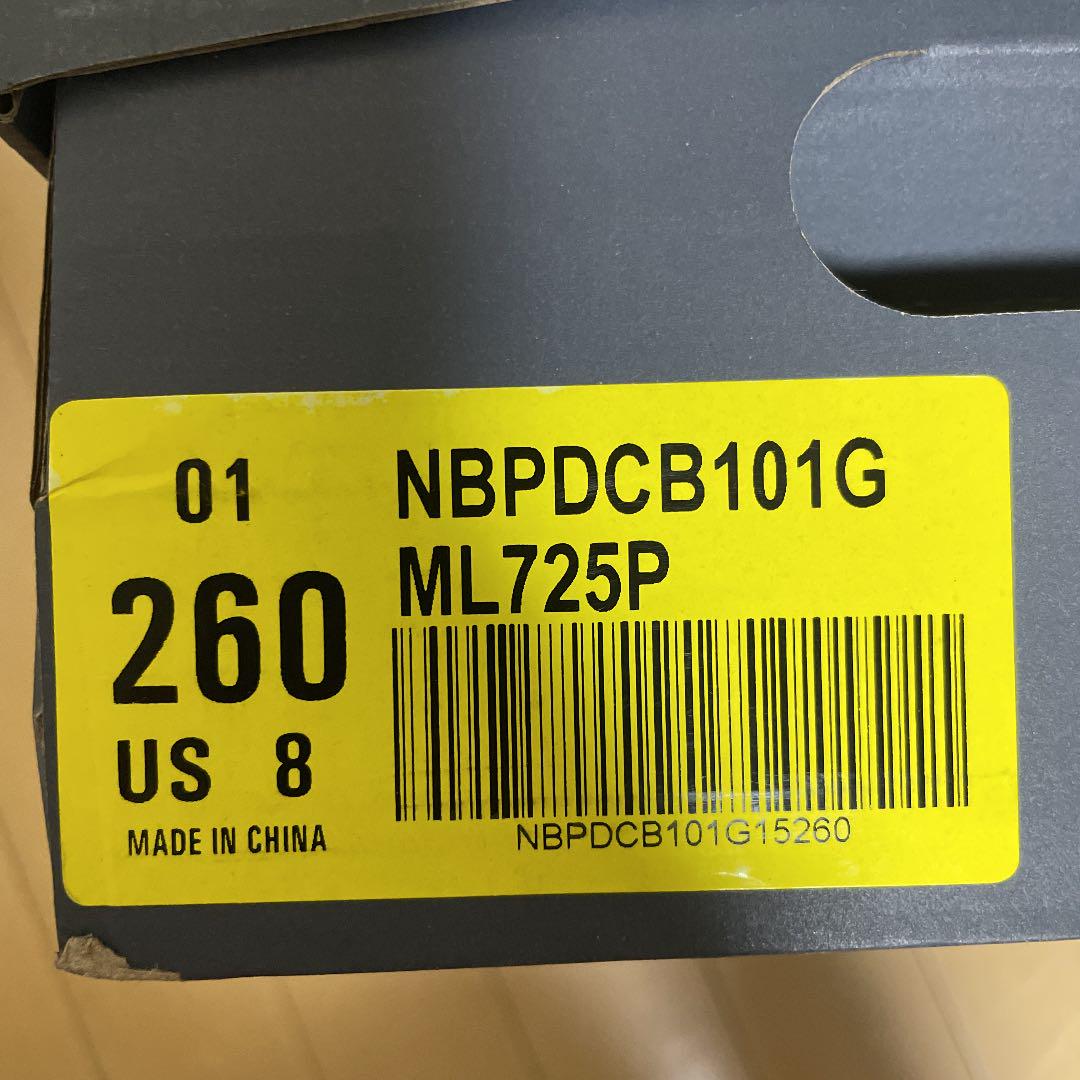 01
NBPDCB101G
ML725P
260
US 8
MADE IN CHINA
NBPDCB101G15260